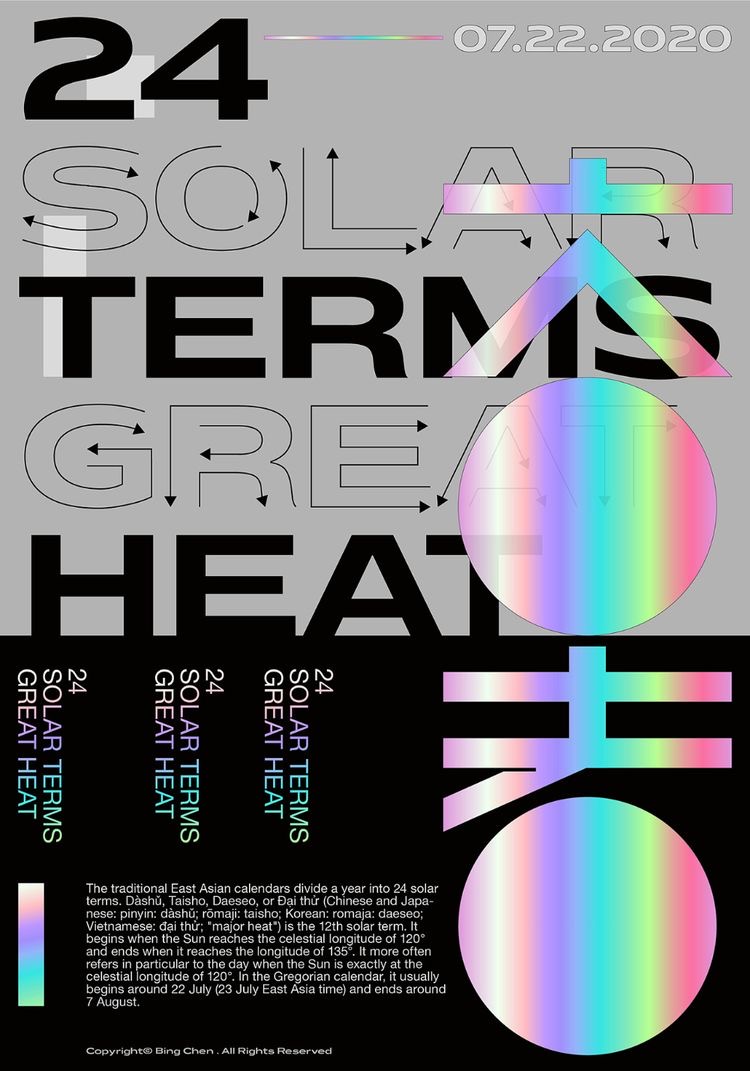 24
07.22.2020
SOLAR
TERMS
GREAT
HEAT
大暑
24
SOLAR TERMS
GREAT HEAT
24
SOLAR TERMS
GREAT HEAT
24
SOLAR TERMS
GREAT HEAT
The traditional East Asian calendars divide a year into 24 solar
terms. Dàshǔ, Taisho, Daeseo, or Đại thử (Chinese and Japa-
nese: pinyin: dàshǔ; rōmaji: taisho; Korean: romaja: daeseo;
Vietnamese: đại thử; "major heat") is the 12th solar term. It
begins when the Sun reaches the celestial longitude of 120°
and ends when it reaches the longitude of 135°. It more often
refers in particular to the day when the Sun is exactly at the
celestial longitude of 120°. In the Gregorian calendar, it usually
begins around 22 July (23 July East Asia time) and ends around
7 August.
Copyright© Bing Chen . All Rights Reserved